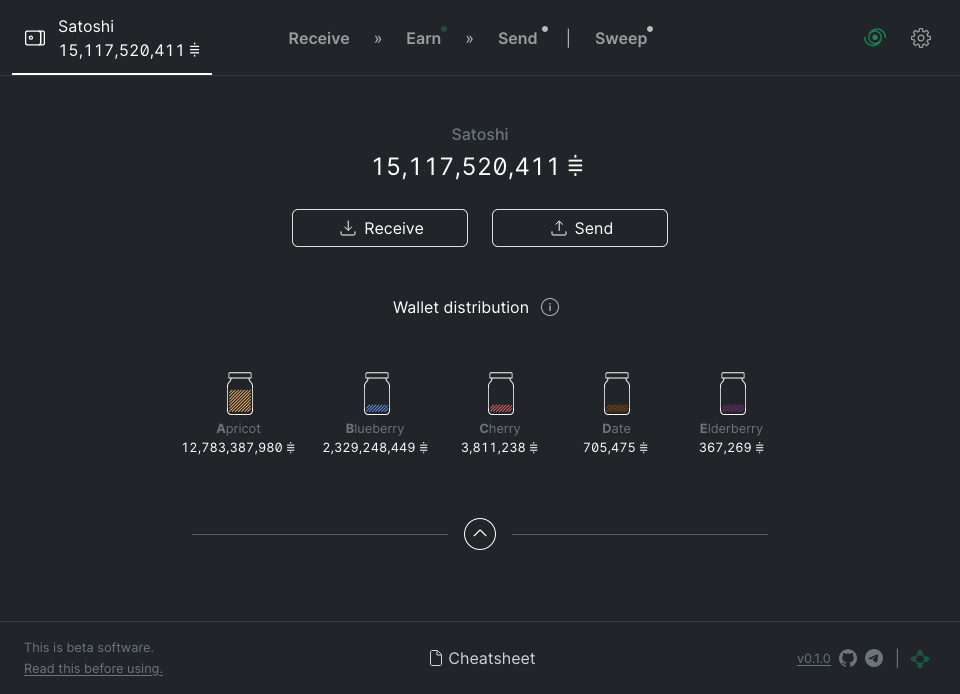 Satoshi
15,117,520,411
Receive » Earn » Send | Sweep
Satoshi
15,117,520,411
Receive
Send
Wallet distribution
Apricot
12,783,387,980
Blueberry
2,329,248,449
Cherry
3,811,238
Date
705,475
Elderberry
367,269
This is beta software.
Read this before using.
Cheatsheet
v0.1.0